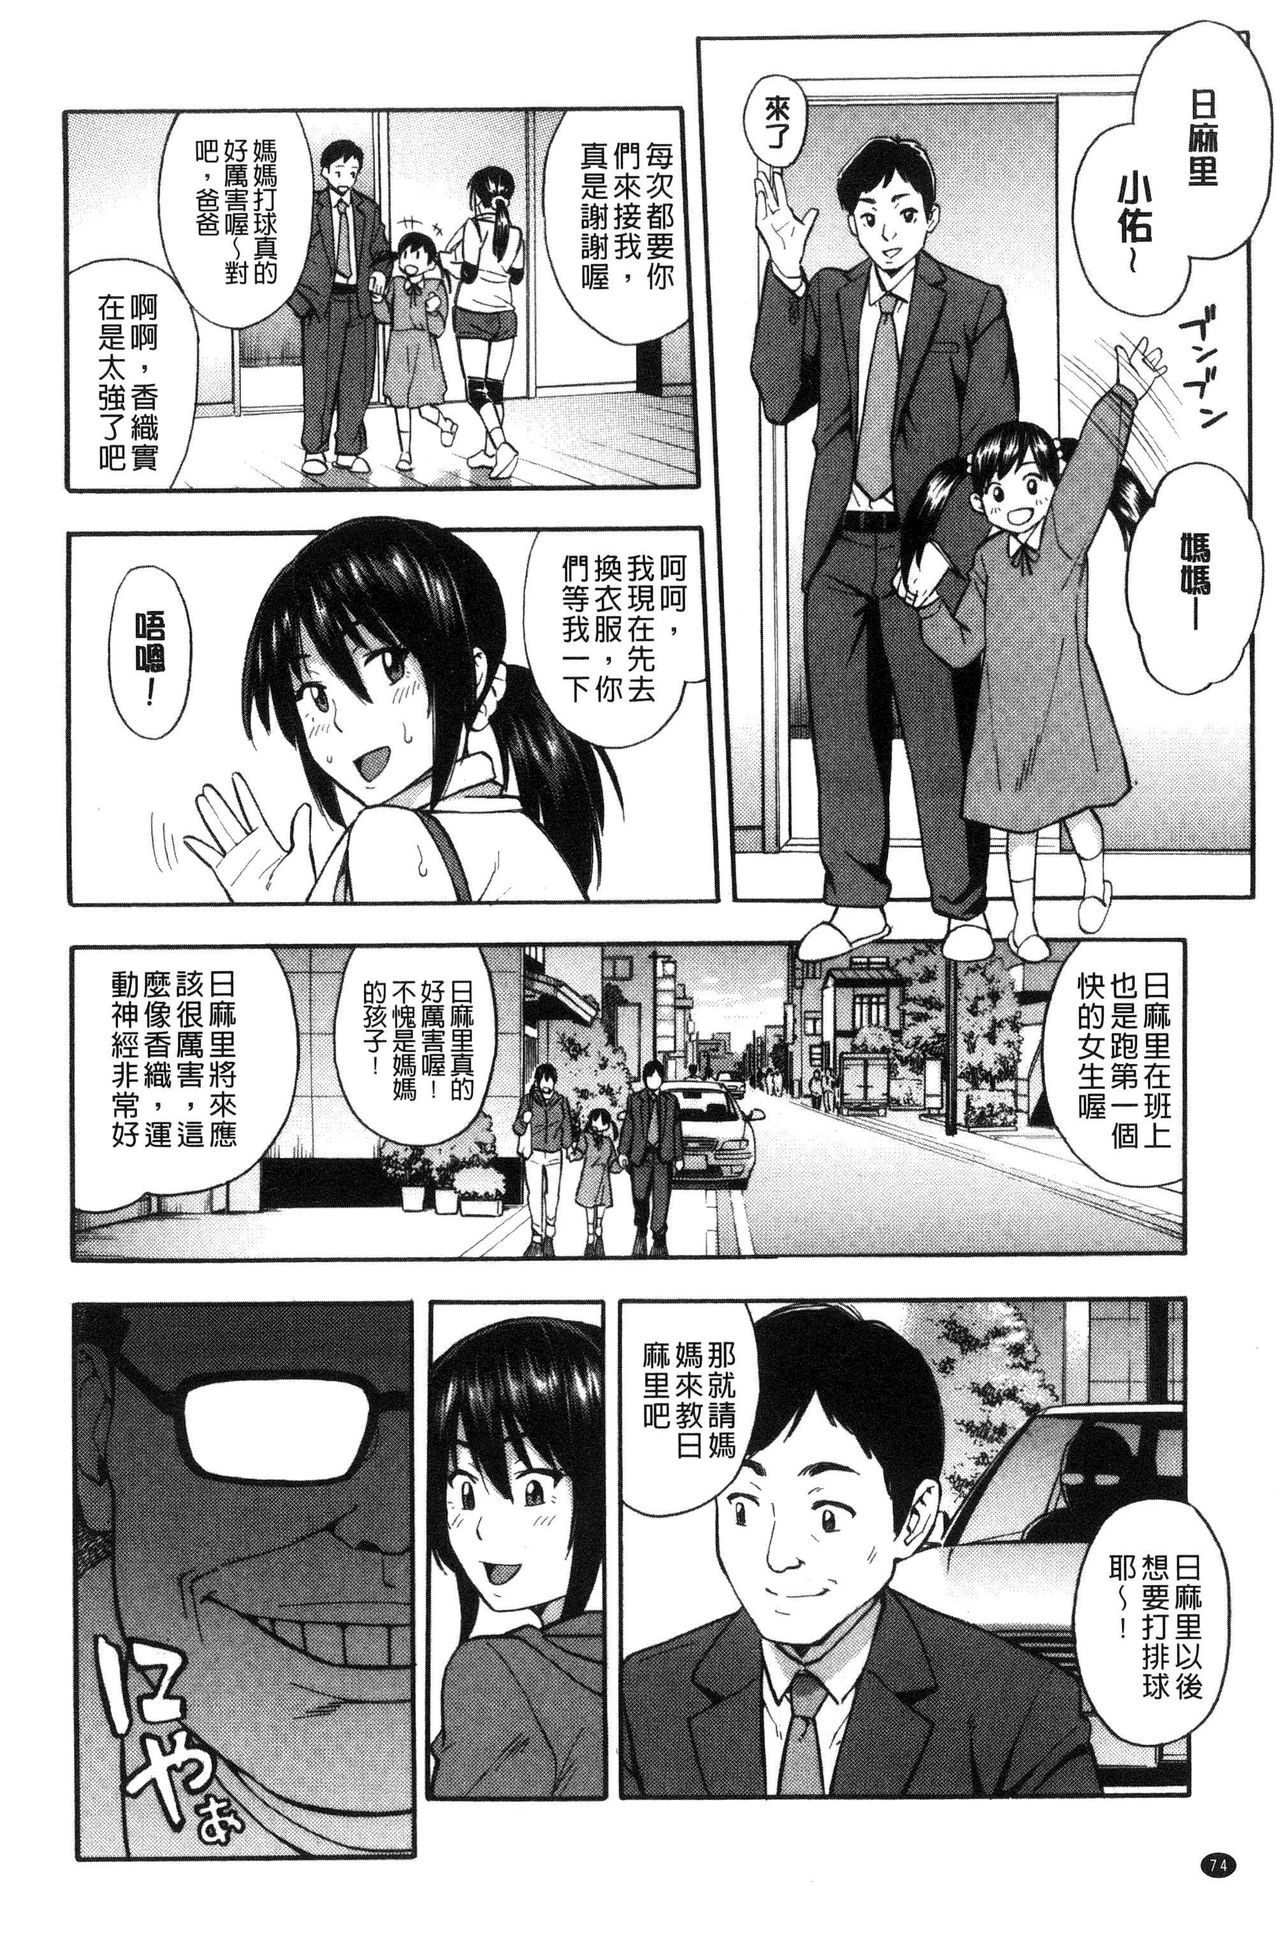 日麻里
小佑~
ブンブン
來了
媽媽—
每次都要你
們來接我，
真是謝謝喔
媽媽打球真的
好厲害喔~對
吧，爸爸
啊啊，香織實
在是太強了吧
呵呵，
我現在先去
換衣服，你
們等我一下
唔嗯！
日麻里在班上
也是跑第一個
快的女生喔
日麻里真的
好厲害喔！
不愧是媽媽
的孩子！
日麻里將來應
該很厲害，這
麼像香織，運
動神經非常好
日麻里以後
想要打排球
耶~！
那就請媽
媽來教日
麻里吧
にやぁ
74